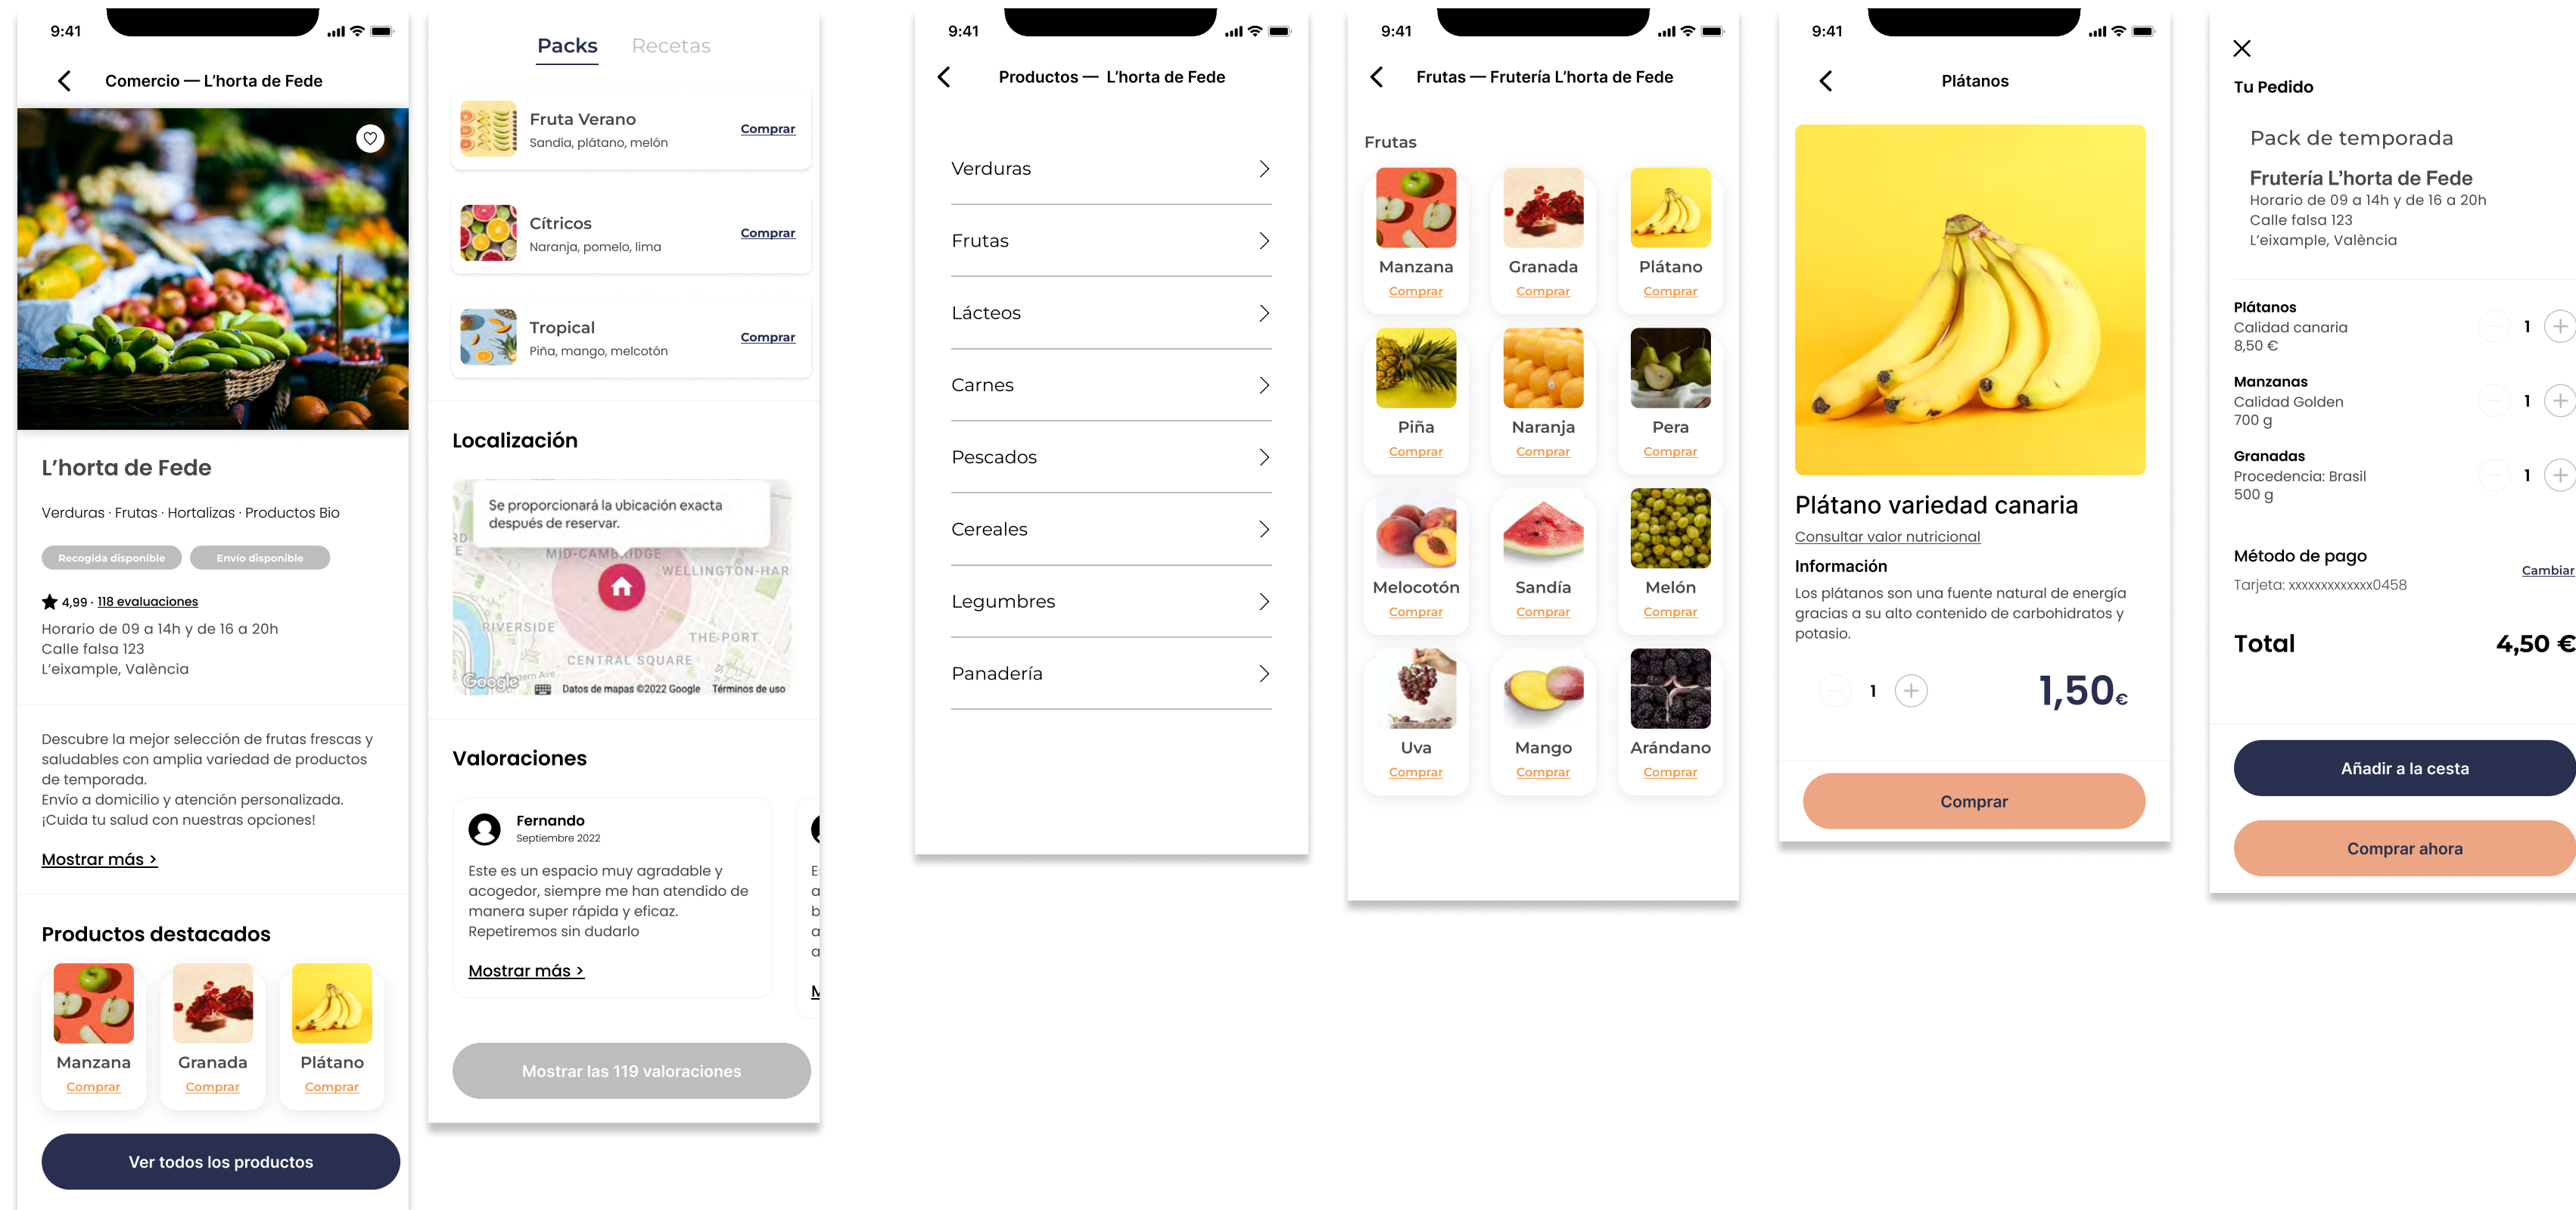 9:41
Comercio — L’horta de Fede
L’horta de Fede
Verduras · Frutas · Hortalizas · Productos Bio
Recogida disponible
Envío disponible
4,99 · 118 evaluaciones
Horario de 09 a 14h y de 16 a 20h
Calle falsa 123
L’eixample, València
Descubre la mejor selección de frutas frescas y
saludables con amplia variedad de productos
de temporada.
Envío a domicilio y atención personalizada.
¡Cuida tu salud con nuestras opciones!
Mostrar más >
Productos destacados
Manzana
Comprar
Granada
Comprar
Plátano
Comprar
Ver todos los productos
Packs
Recetas
Fruta Verano
Sandía, plátano, melón
Comprar
Cítricos
Naranja, pomelo, lima
Comprar
Tropical
Piña, mango, melcotón
Comprar
Localización
Se proporcionará la ubicación exacta
después de reservar.
MID-CAMBRIDGE
WELLINGTON-HAR
RIVERSIDE
THE PORT
CENTRAL SQUARE
Google
Datos de mapas ©2022 Google
Términos de uso
Valoraciones
Fernando
Septiembre 2022
Este es un espacio muy agradable y
acogedor, siempre me han atendido de
manera super rápida y eficaz.
Repetiremos sin dudarlo
Mostrar más >
Mostrar las 119 valoraciones
9:41
Productos — L’horta de Fede
Verduras
Frutas
Lácteos
Carnes
Pescados
Cereales
Legumbres
Panadería
9:41
Frutas — Frutería L’horta de Fede
Frutas
Manzana
Comprar
Granada
Comprar
Plátano
Comprar
Piña
Comprar
Naranja
Comprar
Pera
Comprar
Melocotón
Comprar
Sandía
Comprar
Melón
Comprar
Uva
Comprar
Mango
Comprar
Arándano
Comprar
9:41
Plátanos
Plátano variedad canaria
Consultar valor nutricional
Información
Los plátanos son una fuente natural de energía
gracias a su alto contenido de carbohidratos y
potasio.
1
1,50€
Comprar
Tu Pedido
Pack de temporada
Frutería L’horta de Fede
Horario de 09 a 14h y de 16 a 20h
Calle falsa 123
L’eixample, València
Plátanos
Calidad canaria
8,50 €
1
Manzanas
Calidad Golden
700 g
1
Granadas
Procedencia: Brasil
500 g
1
Método de pago
Tarjeta: xxxxxxxxxxxxx0458
Cambiar
Total
4,50 €
Añadir a la cesta
Comprar ahora